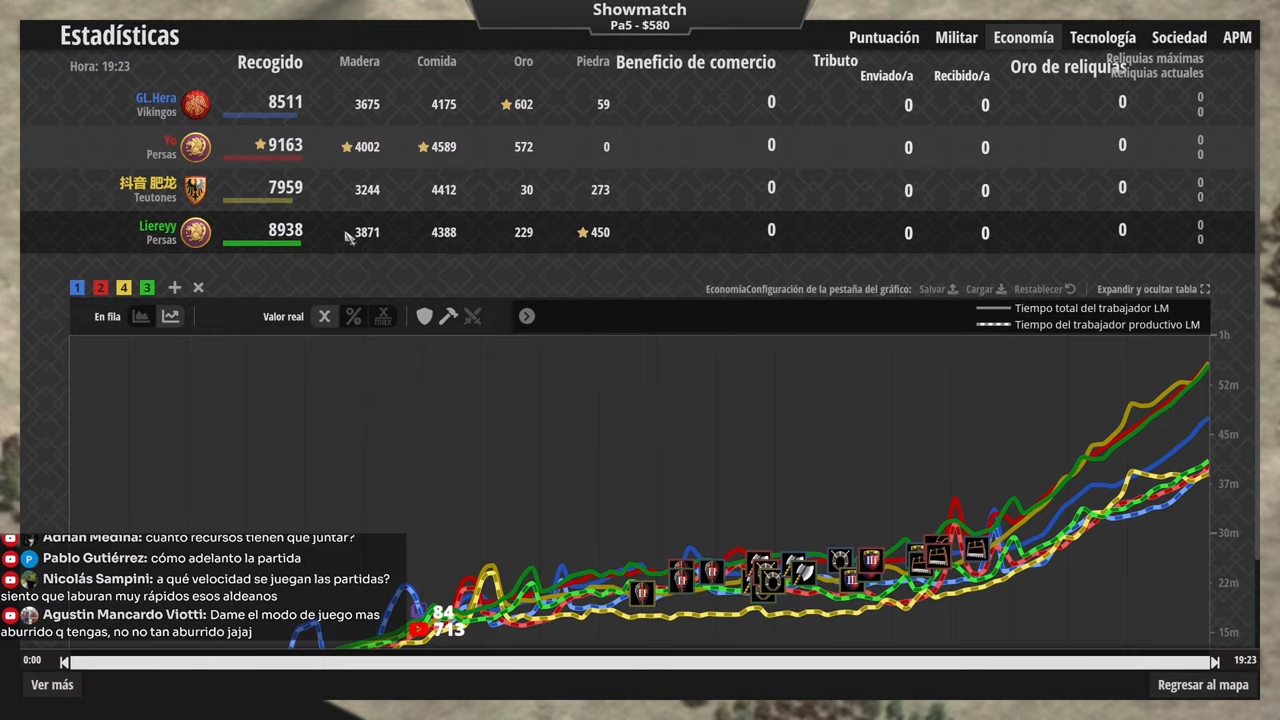 Showmatch
Pa5 - $580
Estadísticas
Puntuación Militar Economía Tecnología Sociedad APM
Hora: 19:23
Recogido Madera Comida Oro Piedra Beneficio de comercio Tributo Enviado/a Recibido/a Oro de reliquias Reliquias máximas
Reliquias actuales
GL.Hera
Vikingos
8511 3675 4175 602 59 0 0 0 0 0
0
Yo
Persas
9163 4002 4589 572 0 0 0 0 0 0
0
抖音 肥龙
Teutones
7959 3244 4412 30 273 0 0 0 0 0
0
Liereyy
Persas
8938 3871 4388 229 450 0 0 0 0 0
0
1 2 4 3
EconomíaConfiguración de la pestaña del gráfico: Salvar Cargar Restablecer Expandir y ocultar tabla
En fila Valor real X % X/max
Tiempo total del trabajador LM
Tiempo del trabajador productivo LM
1h
52m
45m
37m
30m
22m
15m
Adrian Medina: cuanto recursos tienen que juntar?
P Pablo Gutiérrez: cómo adelanto la partida
Nicolás Sampini: a qué velocidad se juegan las partidas?
siento que laburan muy rápidos esos aldeanos
Agustin Mancardo Viotti: Dame el modo de juego mas
aburrido q tengas, no no tan aburrido jajaj
84
713
0:00 19:23
Ver más Regresar al mapa